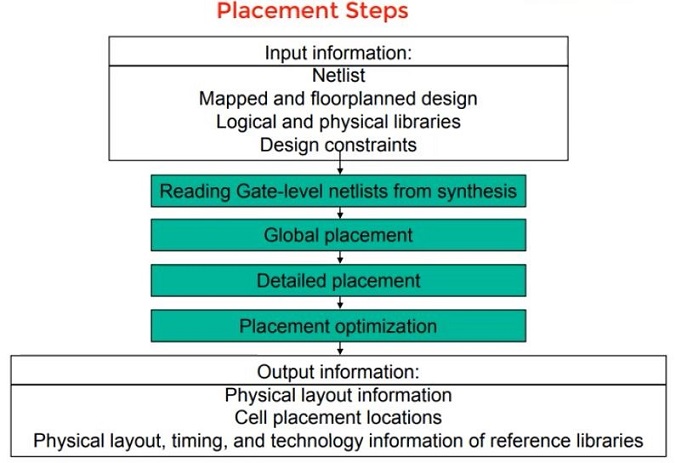 Placement Steps
Input information:
Netlist
Mapped and floorplanned design
Logical and physical libraries
Design constraints
Reading Gate-level netlists from synthesis
Global placement
Detailed placement
Placement optimization
Output information:
Physical layout information
Cell placement locations
Physical layout, timing, and technology information of reference libraries